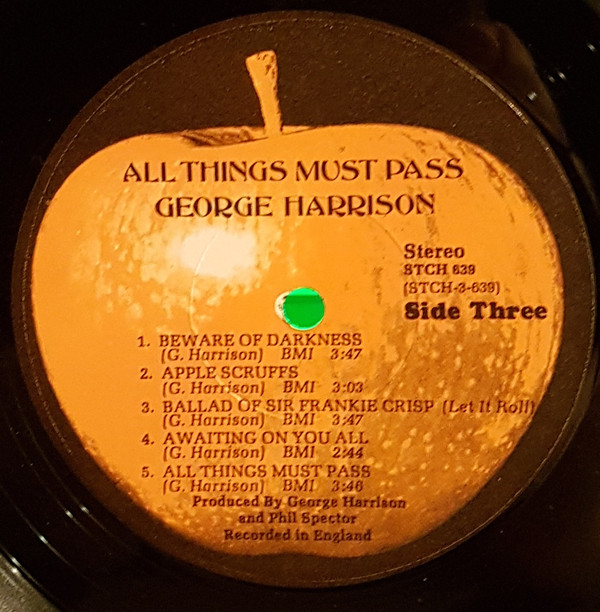 ALL THINGS MUST PASS
GEORGE HARRISON
Stereo
STCH 639
(STCH-3-639)
Side Three
1. BEWARE OF DARKNESS
(G. Harrison) BMI 3:47
2. APPLE SCRUFFS
(G. Harrison) BMI 3:03
3. BALLAD OF SIR FRANKIE CRISP (Let It Roll)
(G. Harrison) BMI 3:47
4. AWAITING ON YOU ALL
(G. Harrison) BMI 2:44
5. ALL THINGS MUST PASS
(G. Harrison) BMI 3:46
Produced By George Harrison
and Phil Spector
Recorded in England